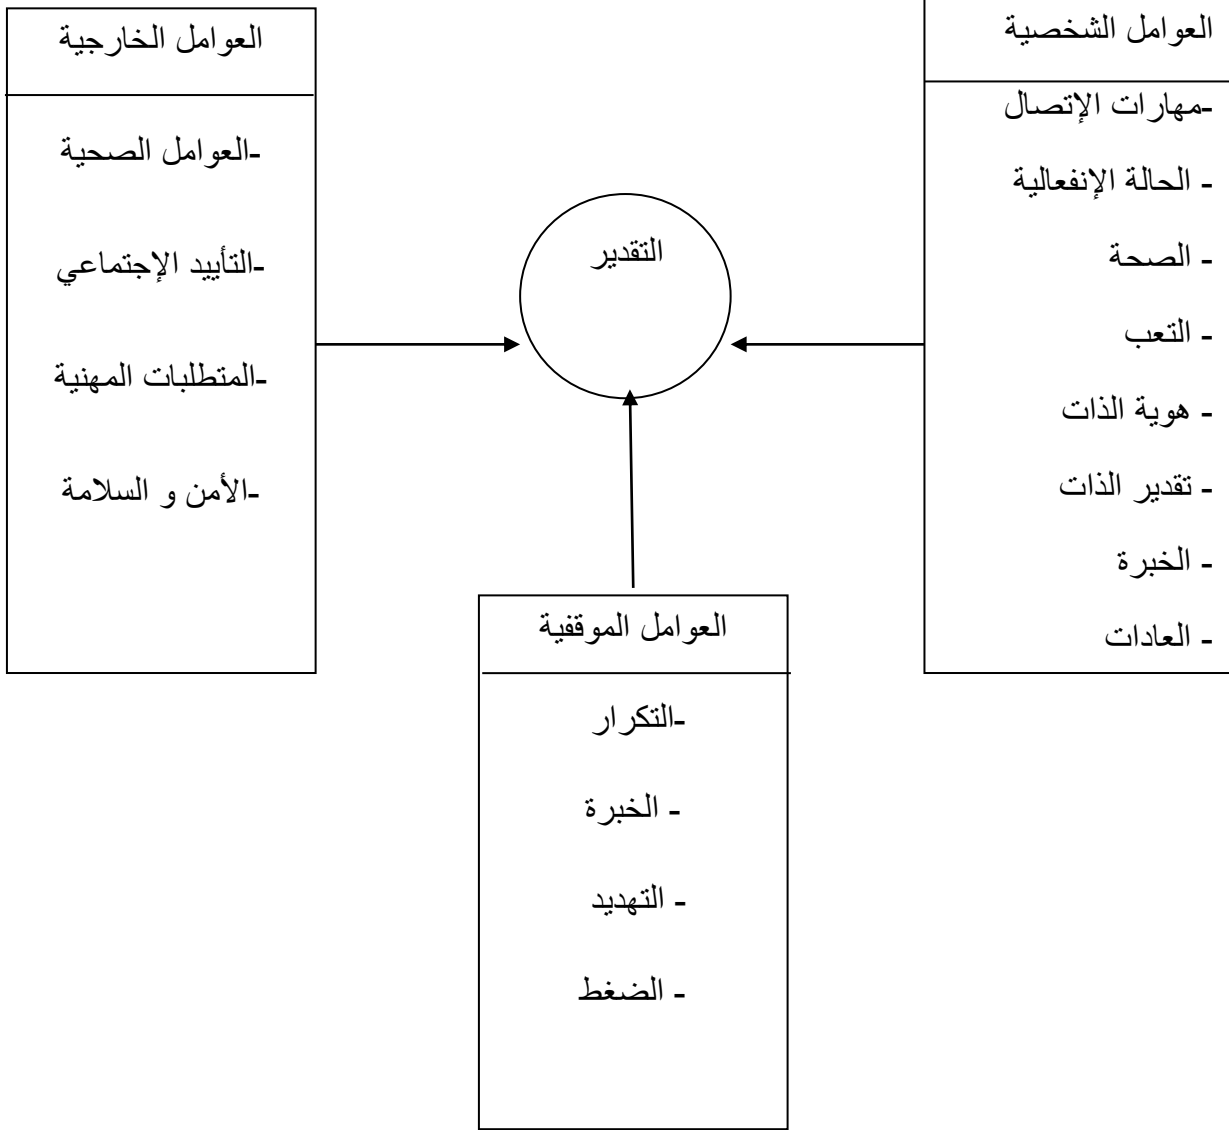 العوامل الشخصية
-مهارات الإتصال
- الحالة الإنفعالية
- الصحة
- التعب
- هوية الذات
- تقدير الذات
- الخبرة
- العادات
التقدير
العوامل الخارجية
-العوامل الصحية
-التأييد الإجتماعي
-المتطلبات المهنية
-الأمن و السلامة
العوامل الموقفية
-التكرار
- الخبرة
- التهديد
- الضغط